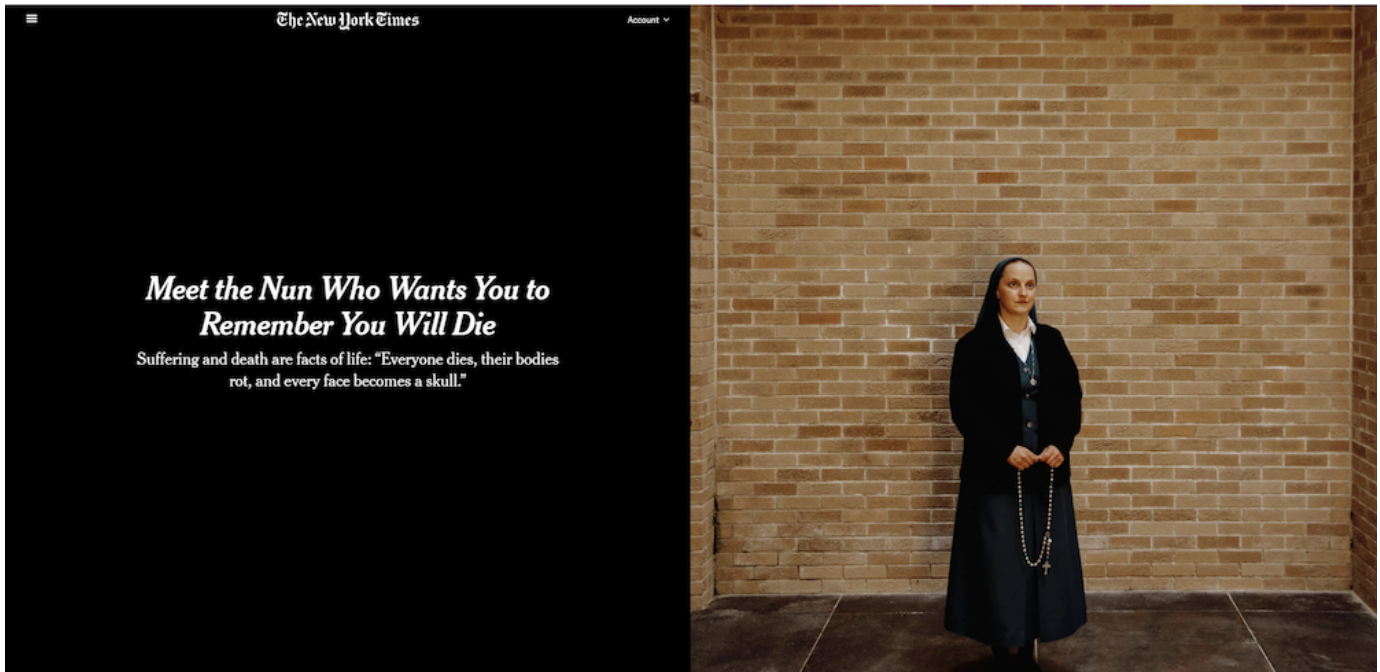 The New York Times
Account
Meet the Nun Who Wants You to
Remember You Will Die
Suffering and death are facts of life: “Everyone dies, their bodies
rot, and every face becomes a skull.”